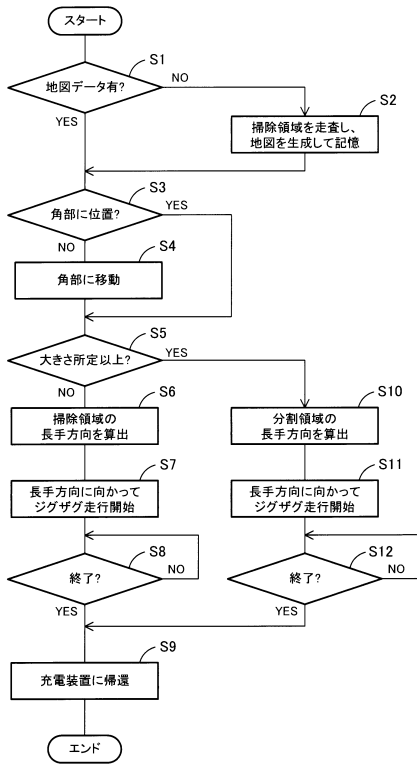 スタート
S1
地図データ有?
NO
YES
S2
掃除領域を走査し、
地図を生成して記憶
S3
角部に位置?
YES
NO
S4
角部に移動
S5
大きさ所定以上?
YES
NO
S6
掃除領域の
長手方向を算出
S10
分割領域の
長手方向を算出
S7
長手方向に向かって
ジグザグ走行開始
S11
長手方向に向かって
ジグザグ走行開始
S8
終了?
NO
YES
S12
終了?
NO
YES
S9
充電装置に帰還
エンド